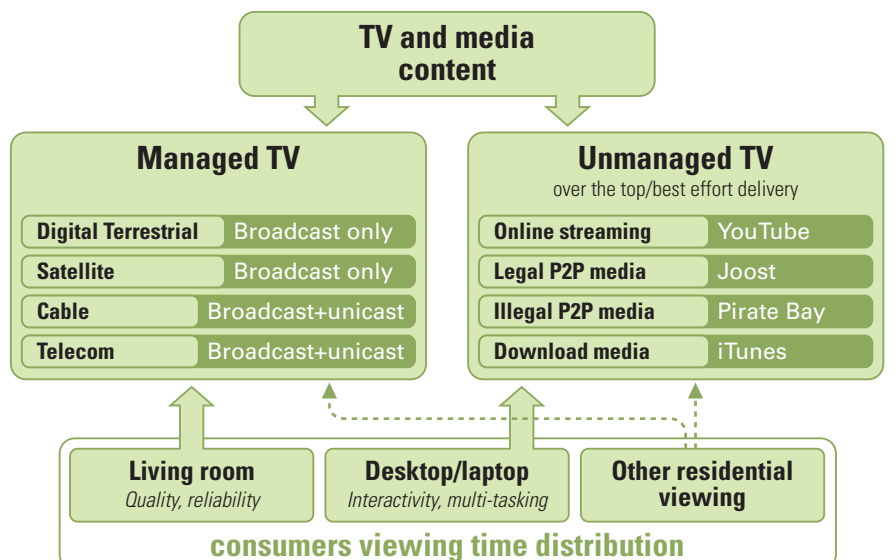 TV and media
content
Managed TV
Digital Terrestrial Broadcast only
Satellite Broadcast only
Cable Broadcast+unicast
Telecom Broadcast+unicast
Unmanaged TV
over the top/best effort delivery
Online streaming YouTube
Legal P2P media Joost
Illegal P2P media Pirate Bay
Download media iTunes
Living room
Quality, reliability
Desktop/laptop
Interactivity, multi-tasking
Other residential
viewing
consumers viewing time distribution